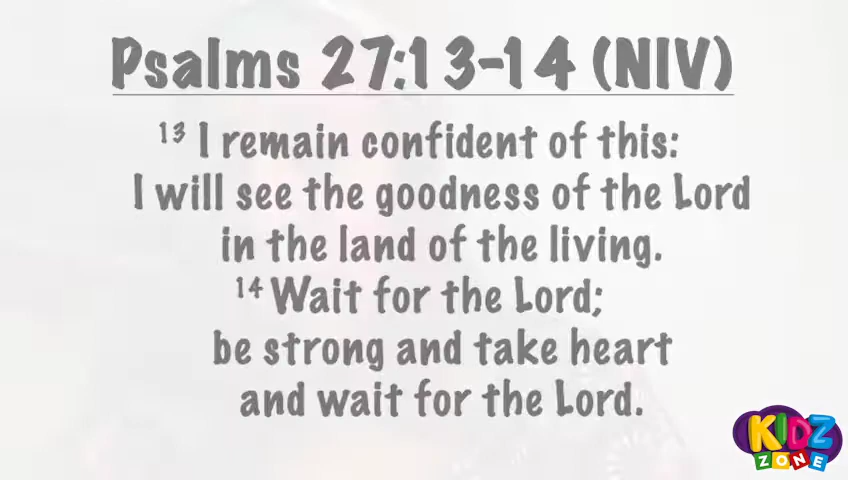 Psalms 27:13-14 (NIV)
¹³ I remain confident of this:
I will see the goodness of the Lord
in the land of the living.
¹⁴ Wait for the Lord;
be strong and take heart
and wait for the Lord.
KIDZ
ZONE